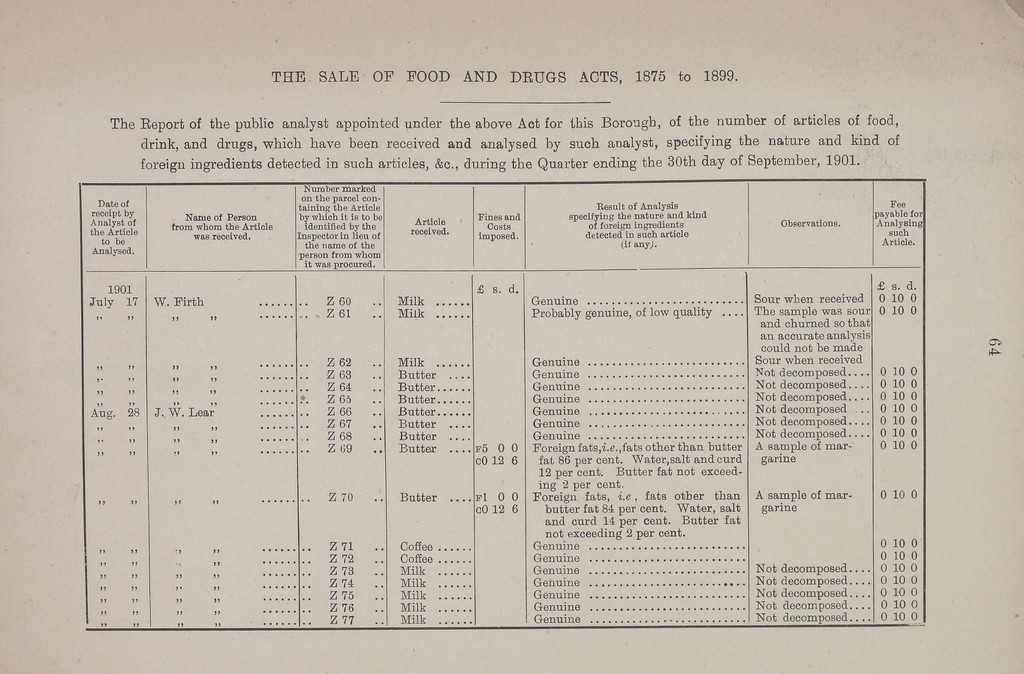 THE SALE OF FOOD AND DRUGS ACTS, 1875 to 1899.
The Report of the public analyst appointed under the above Act for this Borough, of the number of articles of food,
drink, and drugs, which have been received and analysed by such analyst, specifying the nature and kind of
foreign ingredients detected in such articles, &c., during the Quarter ending the 30th day of September, 1901.
Date of
receipt by
Analyst of
the Article
to be
Analysed.
Name of Person
from whom the Article
was received.
Number marked
on the parcel con-
taining the Article
by which it is to be
identified by the
Inspector in lieu of
the name of the
person from whom
it was procured.
Article
received.
Fines and
Costs
imposed.
Result of Analysis
specifying the nature and kind
of foreign ingredients
detected in such article
(if any).
Observations.
Fee
payable for
Analysing
such
Article.
1901 £ s. d. £ s. d.
July 17 W. Firth ...... .. Z 60 .. Milk ...... Genuine .......................... Sour when received 0 10 0
,, ,, ,, ,, ...... .. Z 61 .. Milk ...... Probably genuine, of low quality .... The sample was sour 0 10 0
and churned so that
an accurate analysis
could not be made
,, ,, ,, ,, ...... .. Z 62 .. Milk ...... Genuine .......................... Sour when received
,, ,, ,, ,, ...... .. Z 63 .. Butter .... Genuine .......................... Not decomposed.... 0 10 0
,, ,, ,, ,, ...... .. Z 64 .. Butter...... Genuine .......................... Not decomposed.... 0 10 0
,, ,, ,, ,, ...... .. Z 65 .. Butter...... Genuine .......................... Not decomposed.... 0 10 0
Aug. 28 J. W. Lear ...... .. Z 66 .. Butter...... Genuine .......................... Not decomposed .. 0 10 0
,, ,, ,, ,, ...... .. Z 67 .. Butter .... Genuine .......................... Not decomposed.... 0 10 0
,, ,, ,, ,, ...... .. Z 68 .. Butter .... Genuine .......................... Not decomposed.... 0 10 0
,, ,, ,, ,, ...... .. Z 69 .. Butter .... F5 0 0 Foreign fats, i.e., fats other than butter A sample of mar- 0 10 0
C0 12 6 fat 86 per cent. Water, salt and curd garine
12 per cent. Butter fat not exceed-
ing 2 per cent.
,, ,, ,, ,, ...... .. Z 70 .. Butter .... F1 0 0 Foreign fats, i.e , fats other than A sample of mar- 0 10 0
C0 12 6 butter fat 84 per cent. Water, salt garine
and curd 14 per cent. Butter fat
not exceeding 2 per cent.
,, ,, ,, ,, ...... .. Z 71 .. Coffee ...... Genuine .......................... 0 10 0
,, ,, ,, ,, ...... .. Z 72 .. Coffee ...... Genuine .......................... 0 10 0
,, ,, ,, ,, ...... .. Z 73 .. Milk ...... Genuine .......................... Not decomposed.... 0 10 0
,, ,, ,, ,, ...... .. Z 74 .. Milk ...... Genuine .......................... Not decomposed.... 0 10 0
,, ,, ,, ,, ...... .. Z 75 .. Milk ...... Genuine .......................... Not decomposed.... 0 10 0
,, ,, ,, ,, ...... .. Z 76 .. Milk ...... Genuine .......................... Not decomposed.... 0 10 0
,, ,, ,, ,, ...... .. Z 77 .. Milk ...... Genuine .......................... Not decomposed.... 0 10 0
64